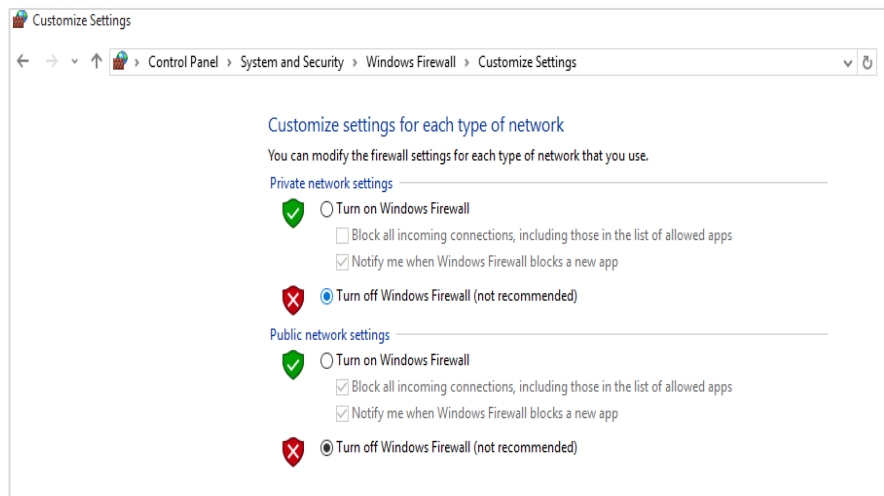 Customize Settings
Control Panel > System and Security > Windows Firewall > Customize Settings
Customize settings for each type of network
You can modify the firewall settings for each type of network that you use.
Private network settings
Turn on Windows Firewall
Block all incoming connections, including those in the list of allowed apps
Notify me when Windows Firewall blocks a new app
Turn off Windows Firewall (not recommended)
Public network settings
Turn on Windows Firewall
Block all incoming connections, including those in the list of allowed apps
Notify me when Windows Firewall blocks a new app
Turn off Windows Firewall (not recommended)